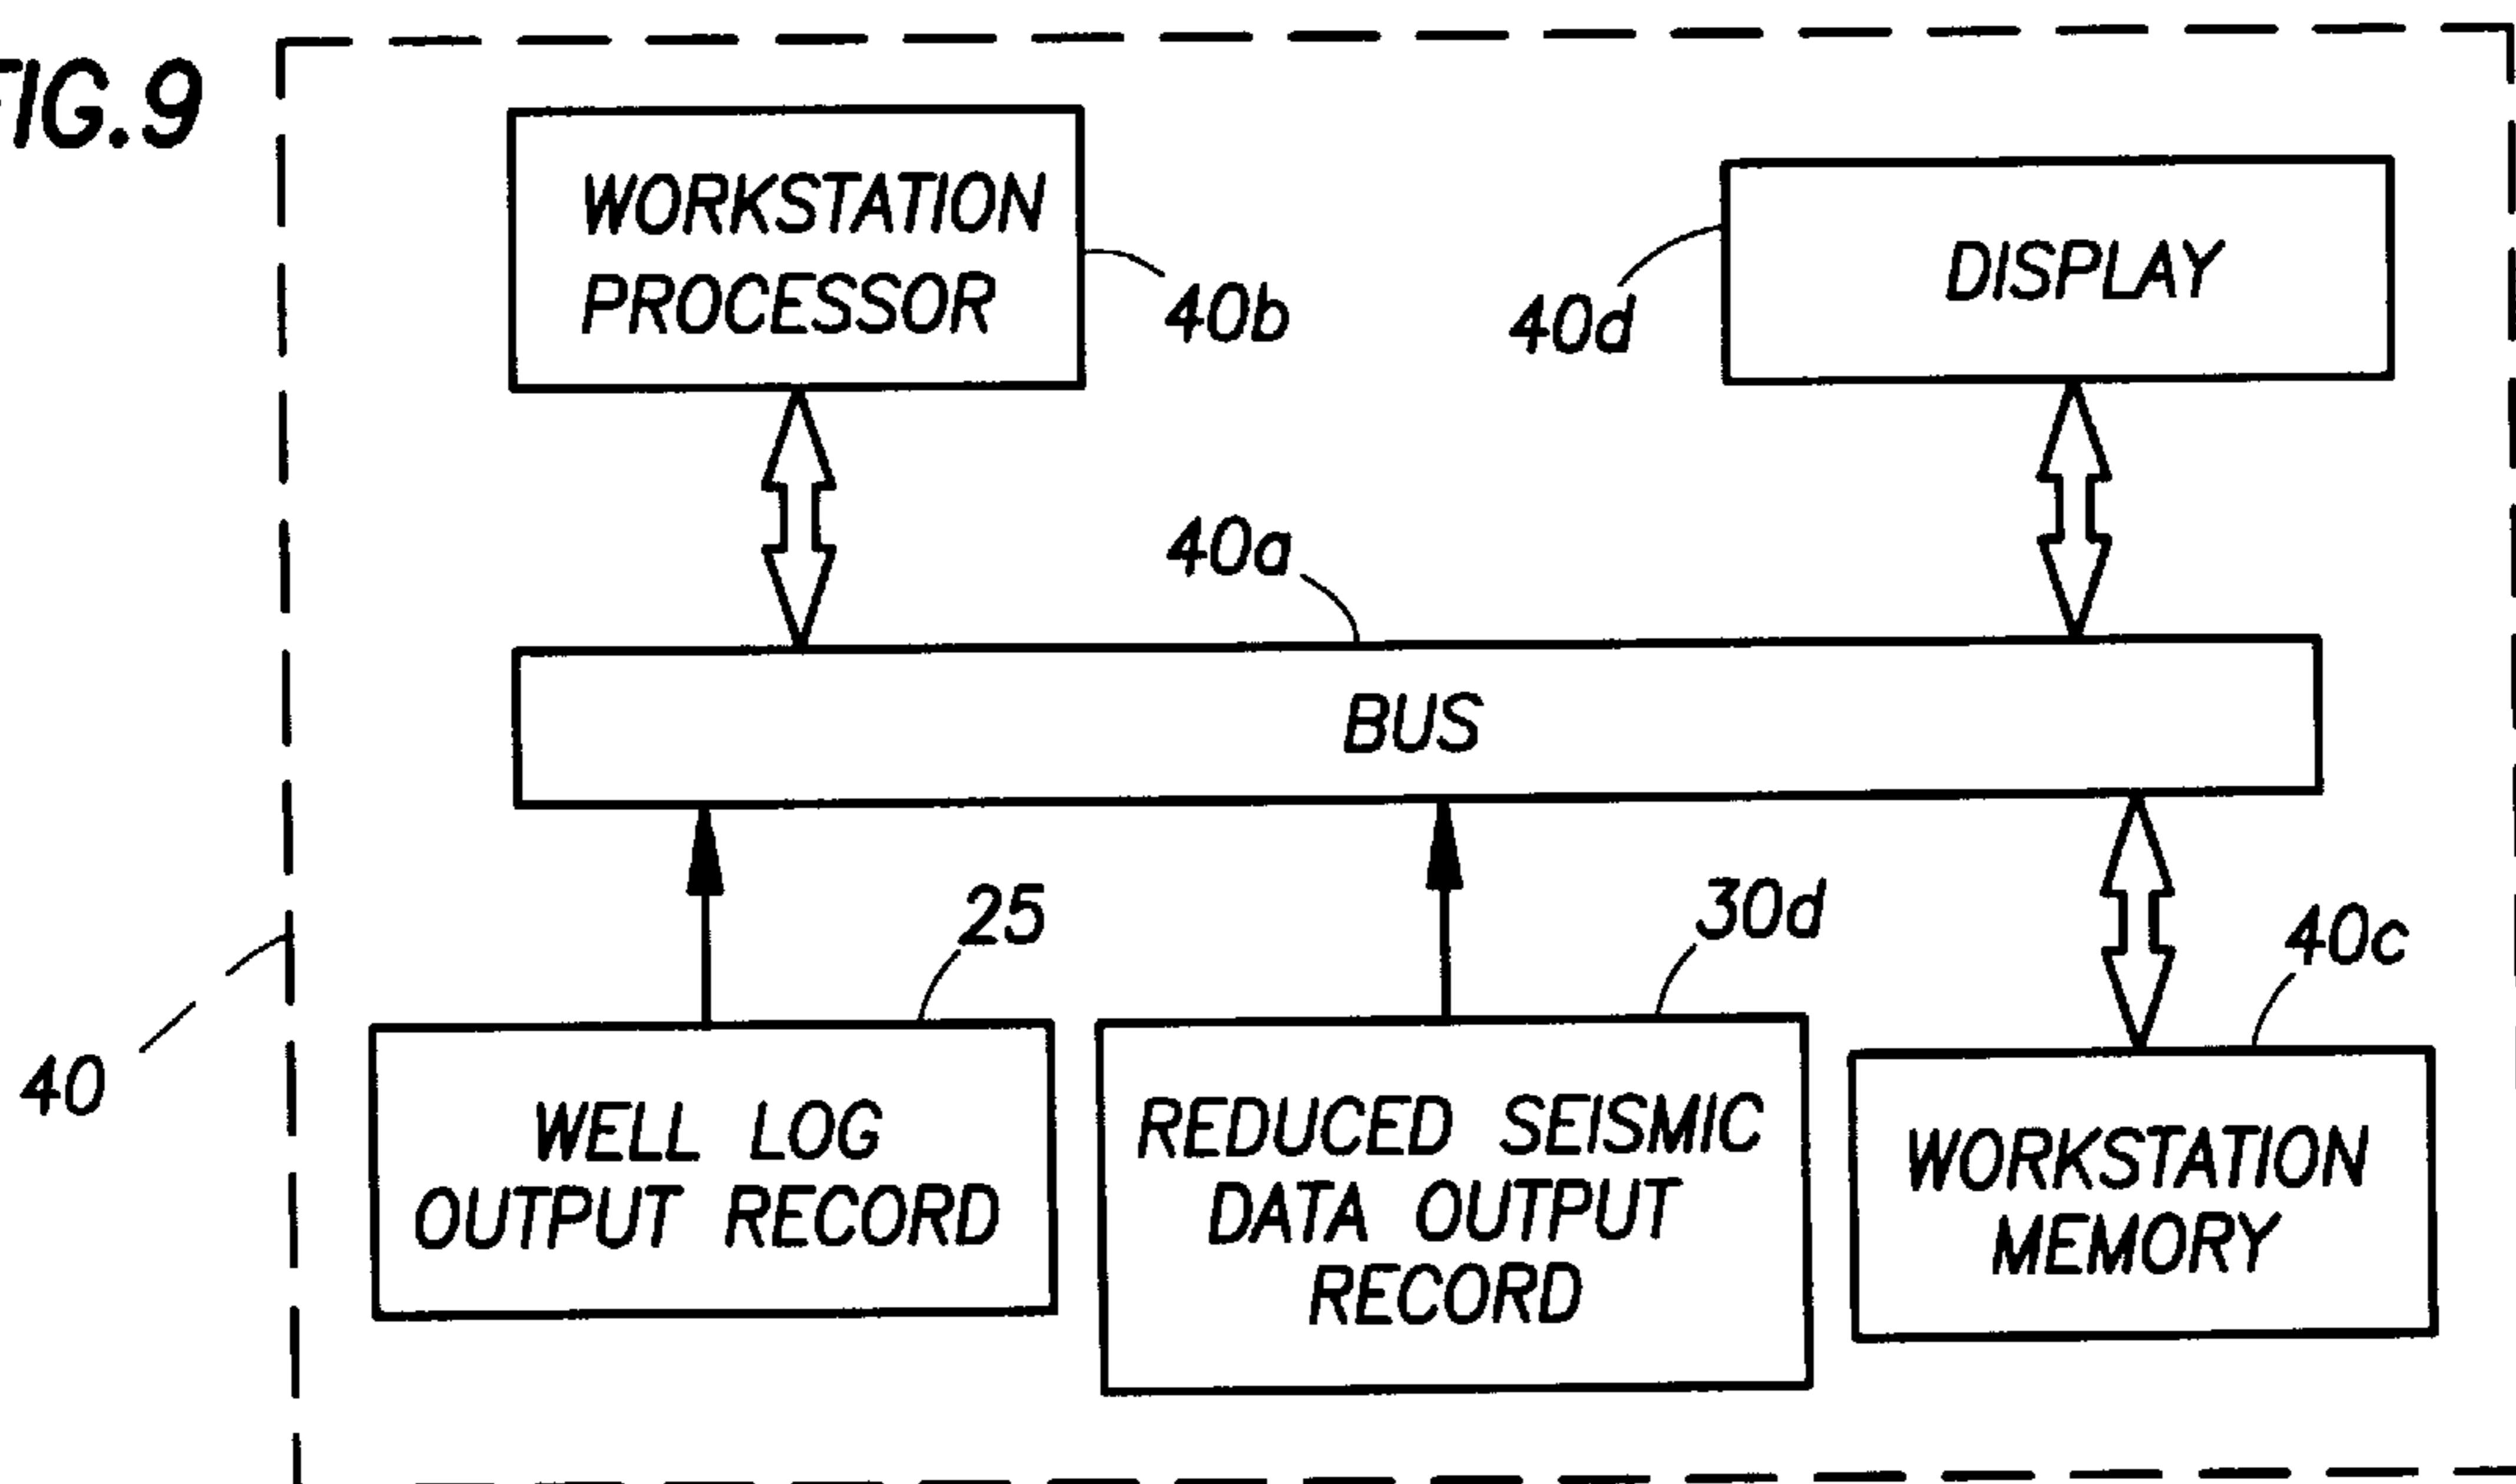 FIG.9
WORKSTATION
PROCESSOR
40b
40d
DISPLAY
40a
BUS
25
30d
40c
40
WELL LOG
OUTPUT RECORD
REDUCED SEISMIC
DATA OUTPUT
RECORD
WORKSTATION
MEMORY